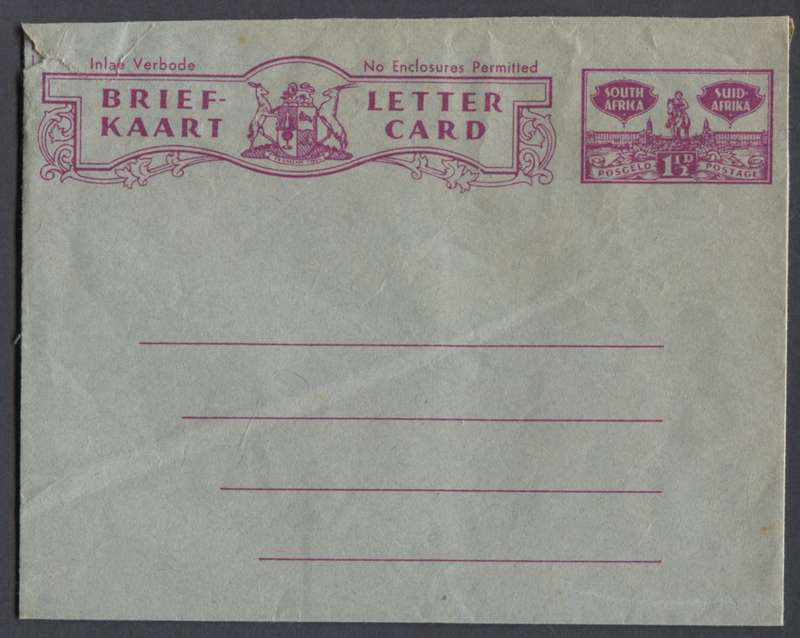 Inlae Verbode
No Enclosures Permitted
BRIEF-
KAART
LETTER
CARD
SOUTH
AFRICA
SUID-
AFRIKA
POSGELD 1½D POSTAGE